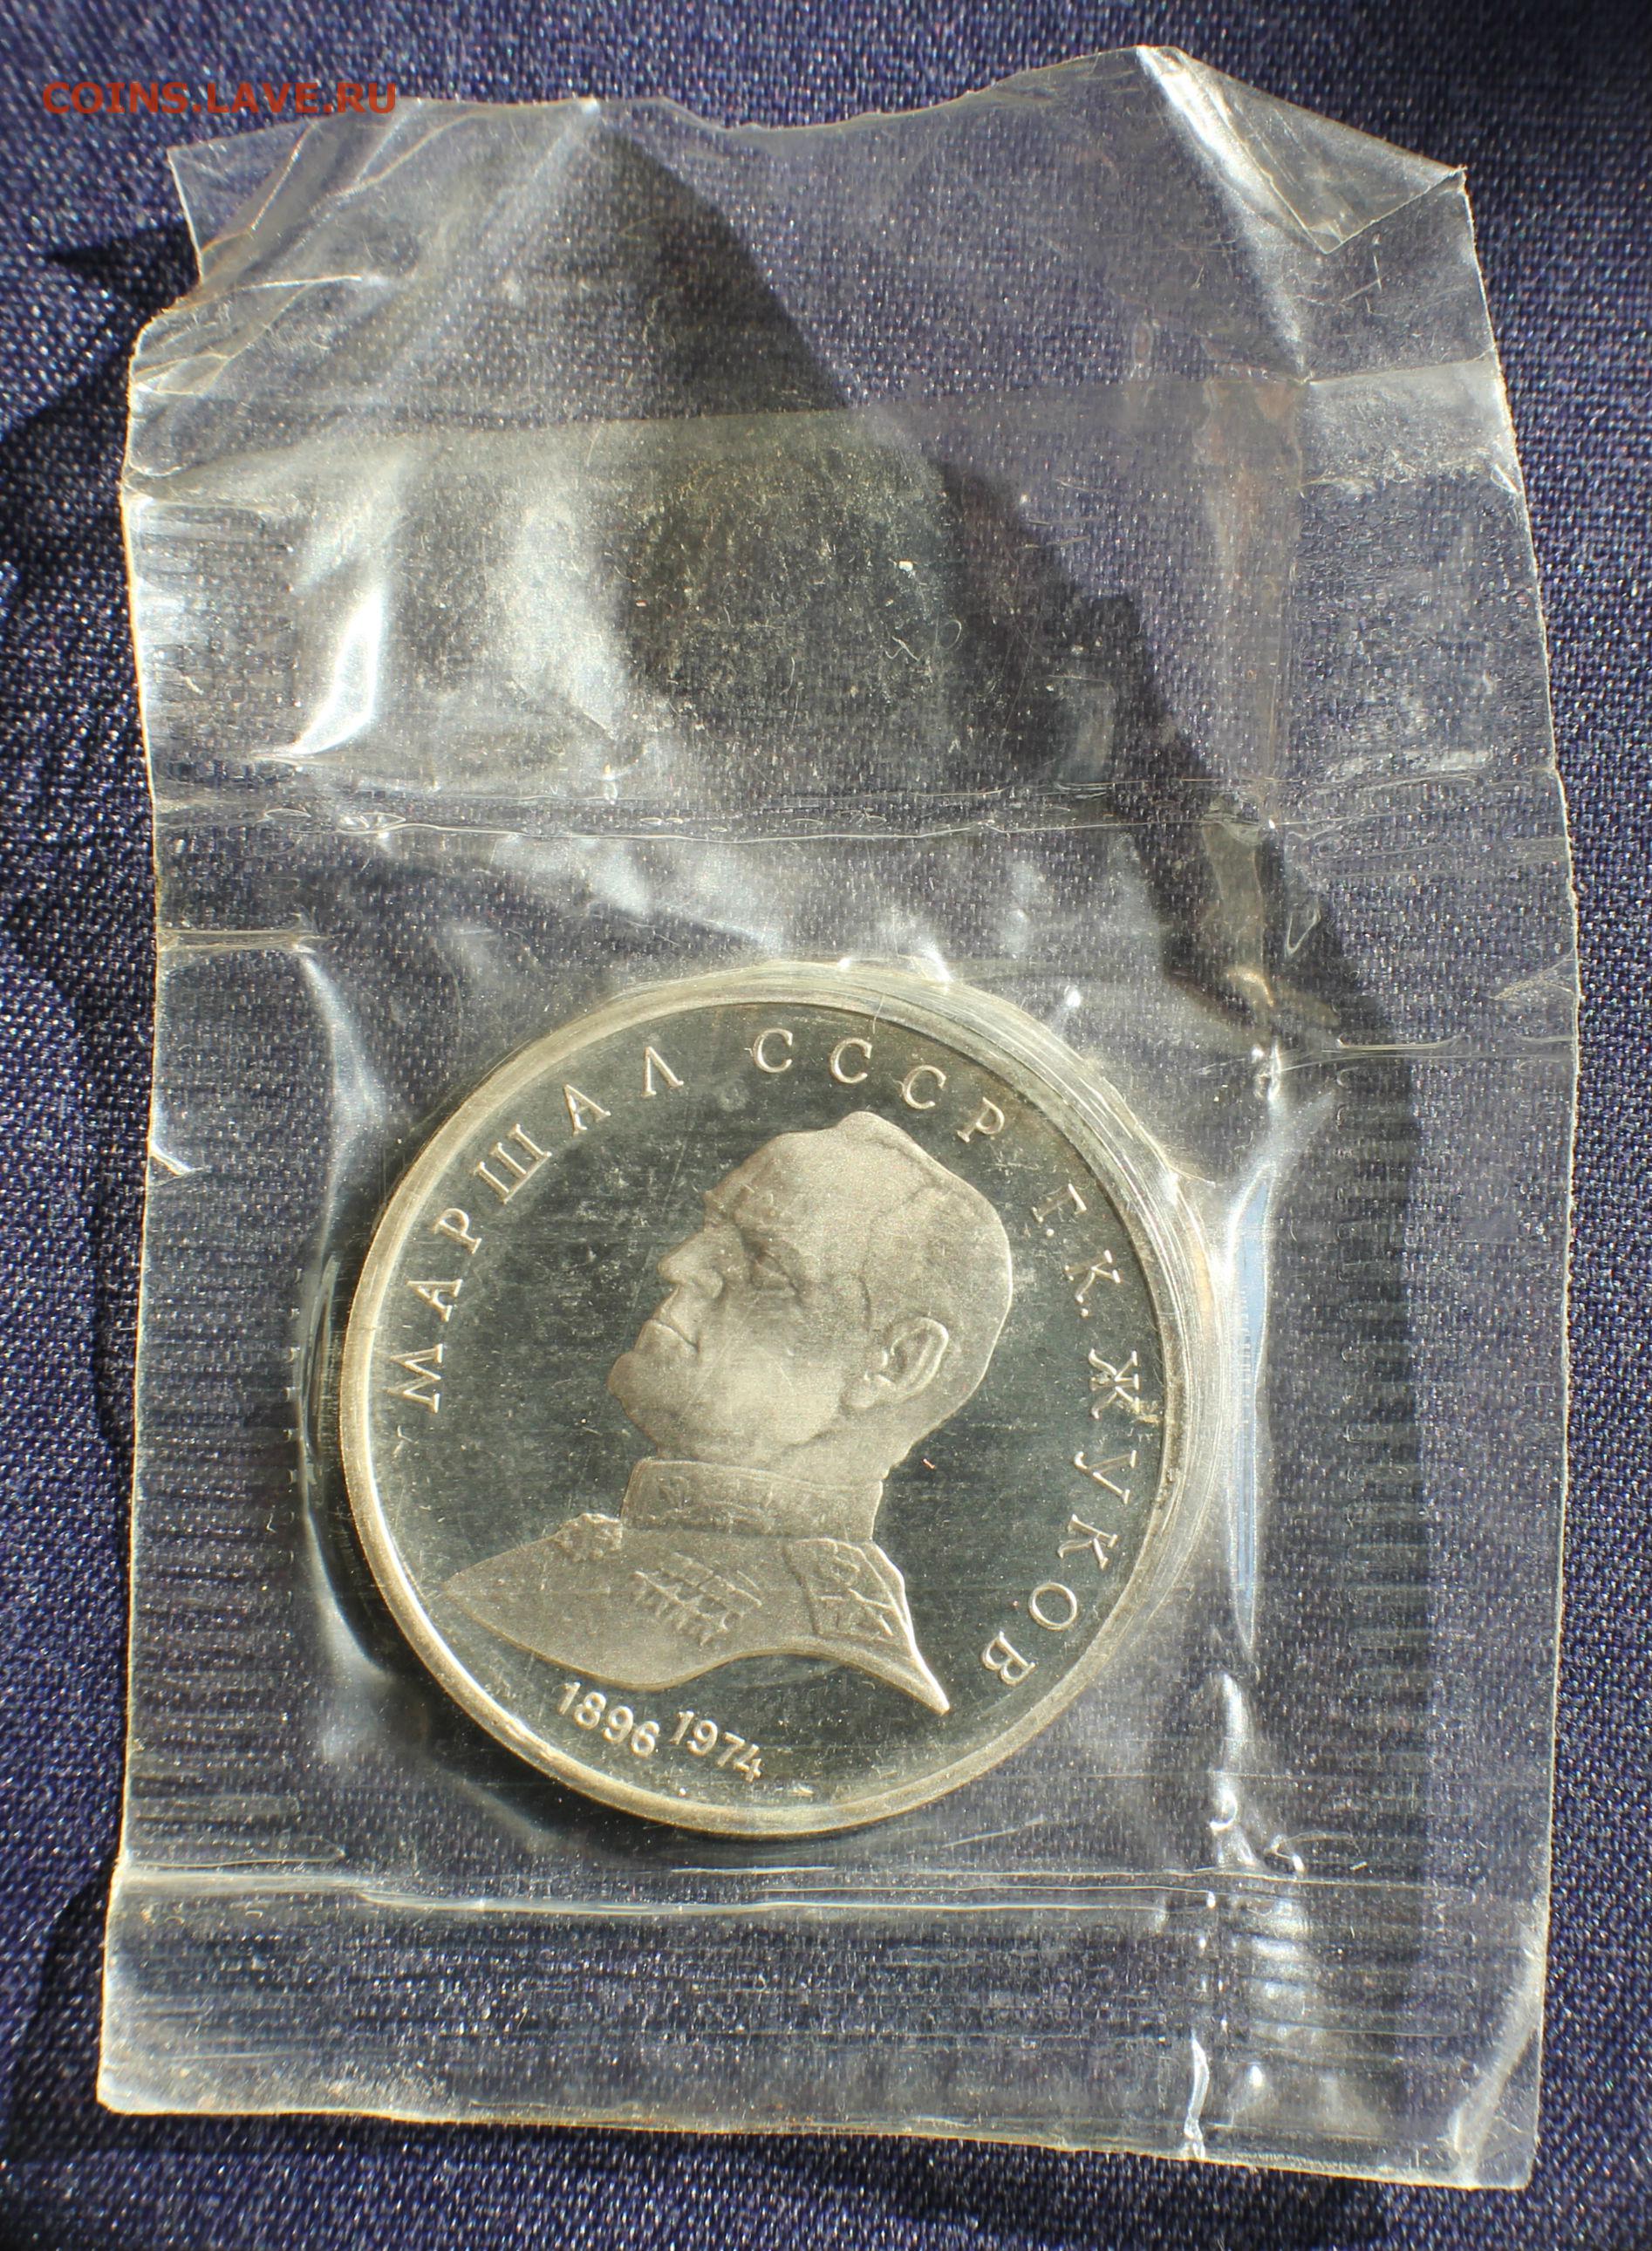 COINS.LAVE.RU
МАРШАЛ СССР Г. К. ЖУКОВ
1896 1974